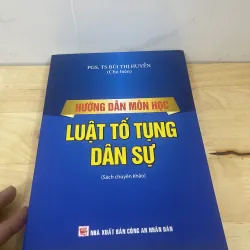 PGS. TS BÙI THỊ HUYỀN
(Chủ biên)
HƯỚNG DẪN MÔN HỌC
LUẬT TỐ TỤNG
DÂN SỰ
(Sách chuyên khảo)
NHÀ XUẤT BẢN CÔNG AN NHÂN DÂN